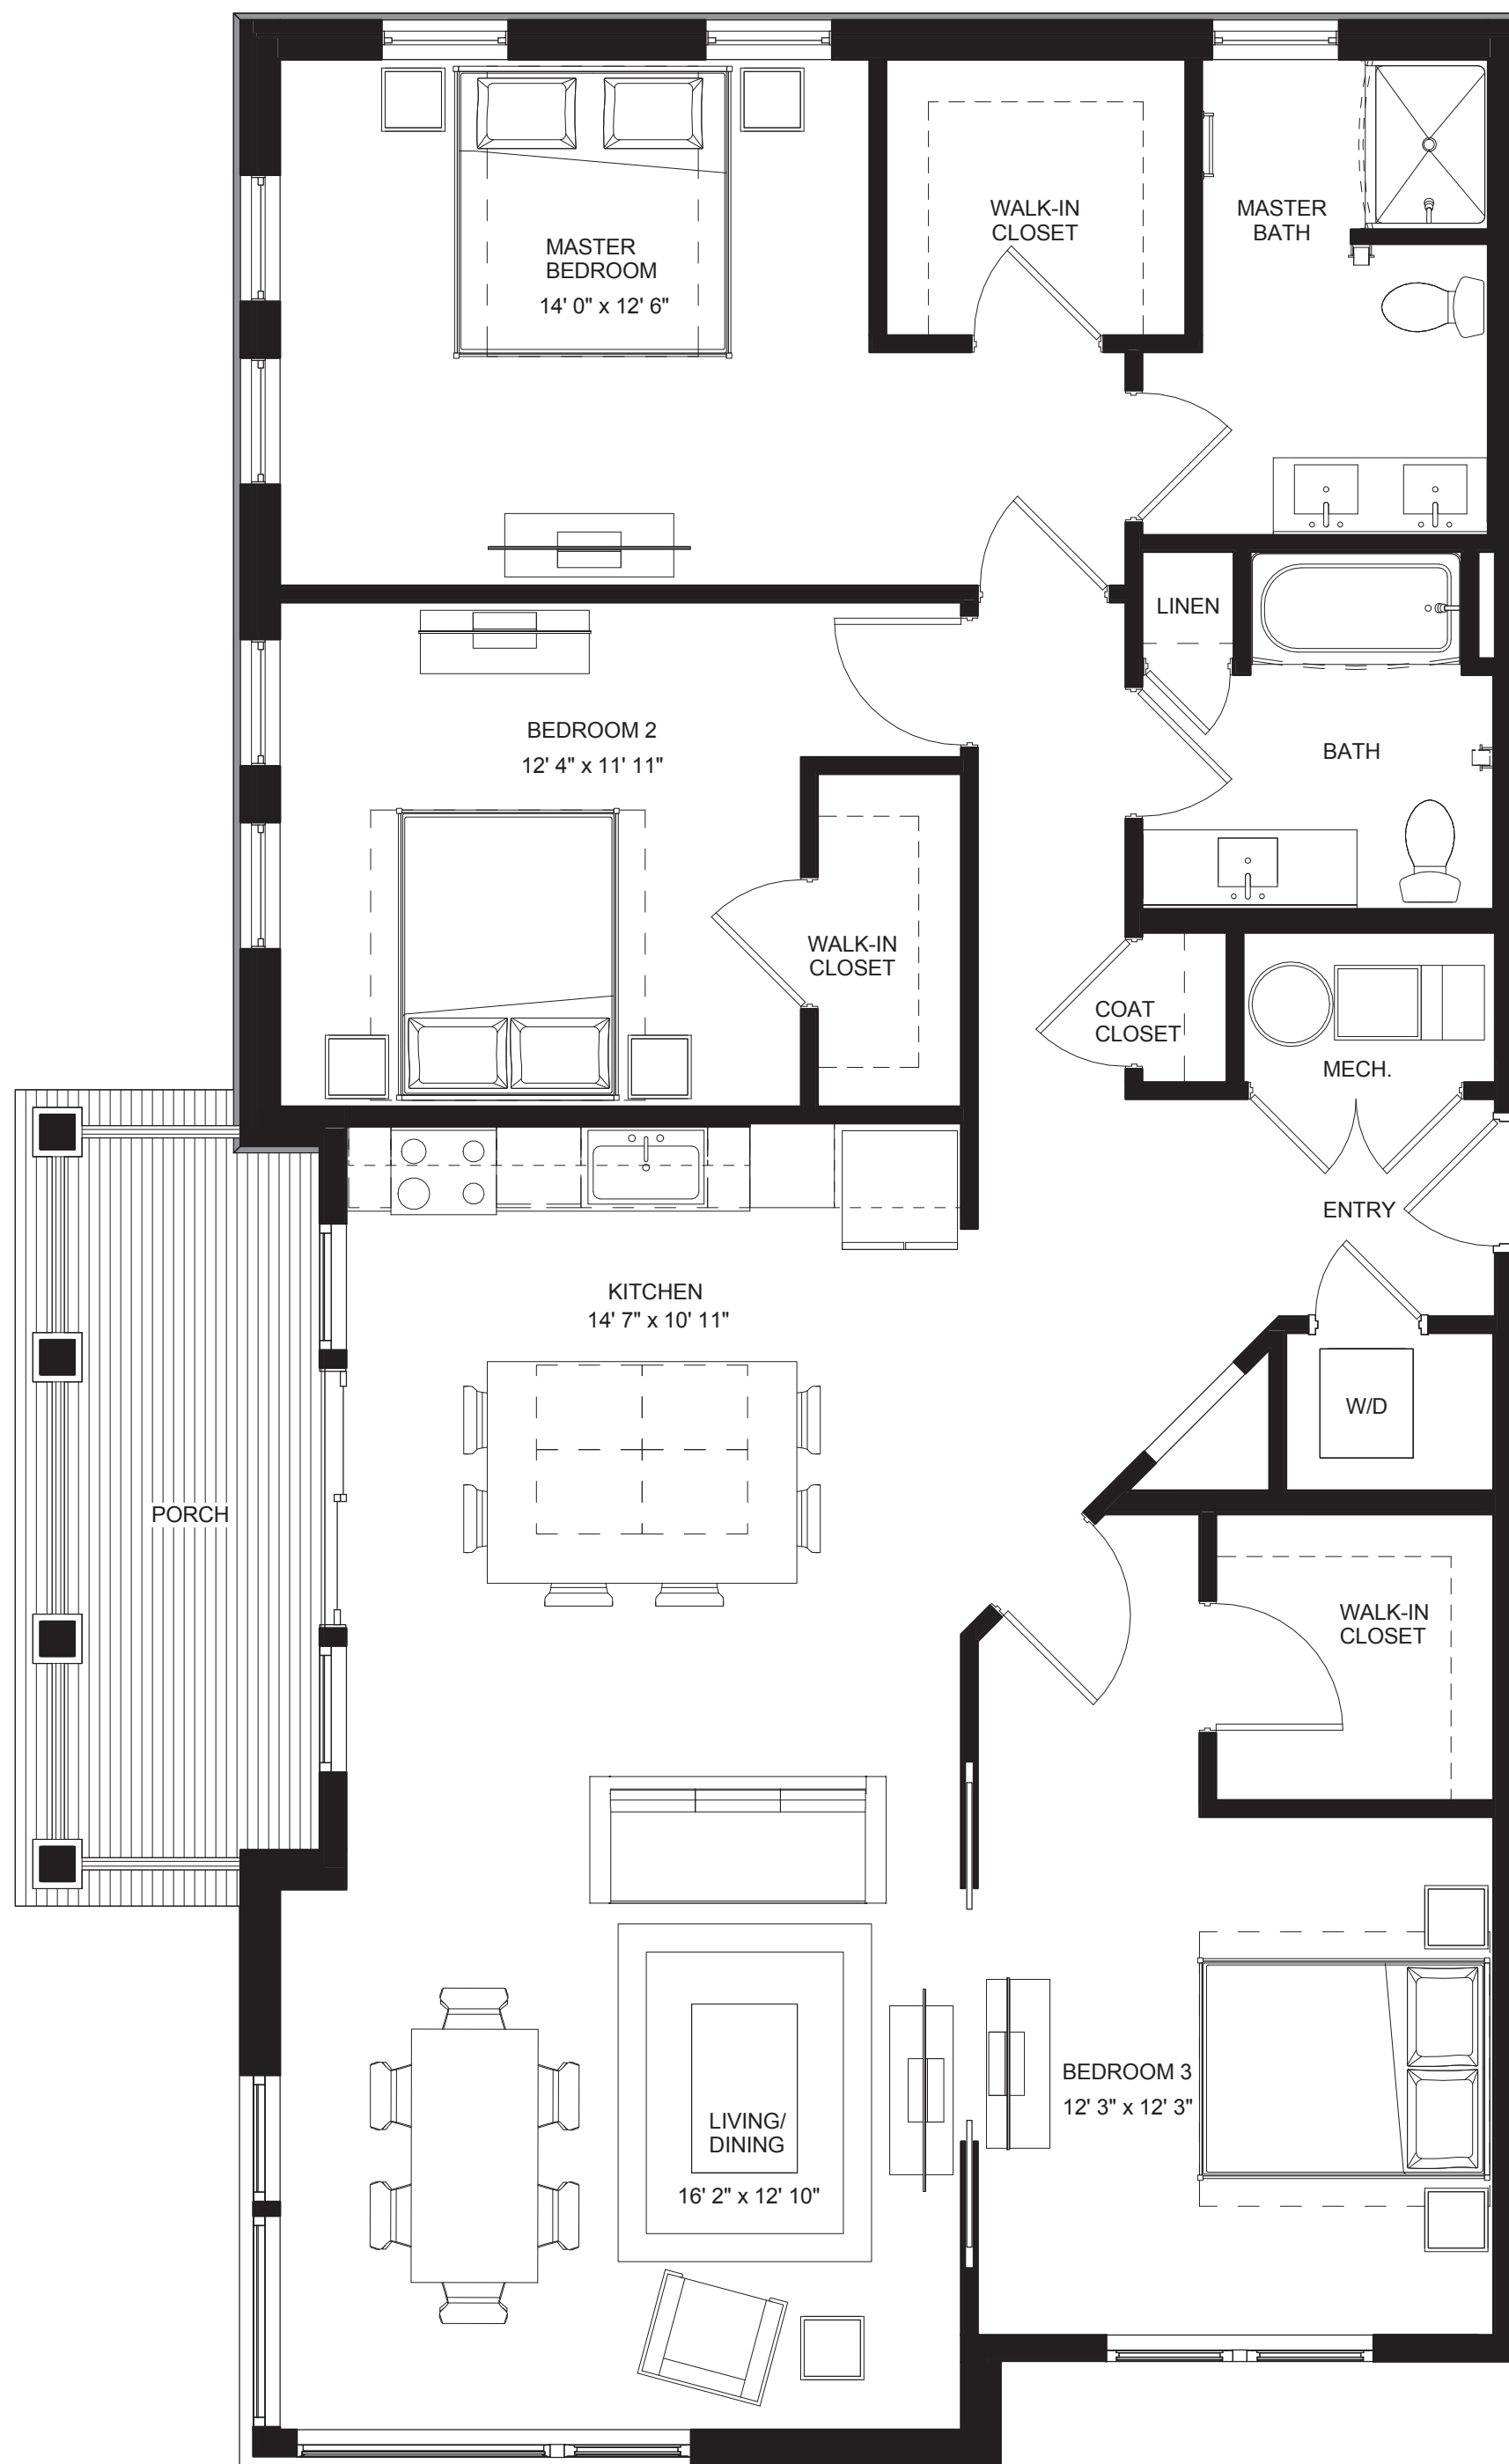 MASTER
BEDROOM
14' 0" x 12' 6"
WALK-IN
CLOSET
MASTER
BATH
LINEN
BEDROOM 2
12' 4" x 11' 11"
BATH
WALK-IN
CLOSET
COAT
CLOSET
MECH.
ENTRY
KITCHEN
14' 7" x 10' 11"
W/D
PORCH
WALK-IN
CLOSET
BEDROOM 3
12' 3" x 12' 3"
LIVING/
DINING
16' 2" x 12' 10"